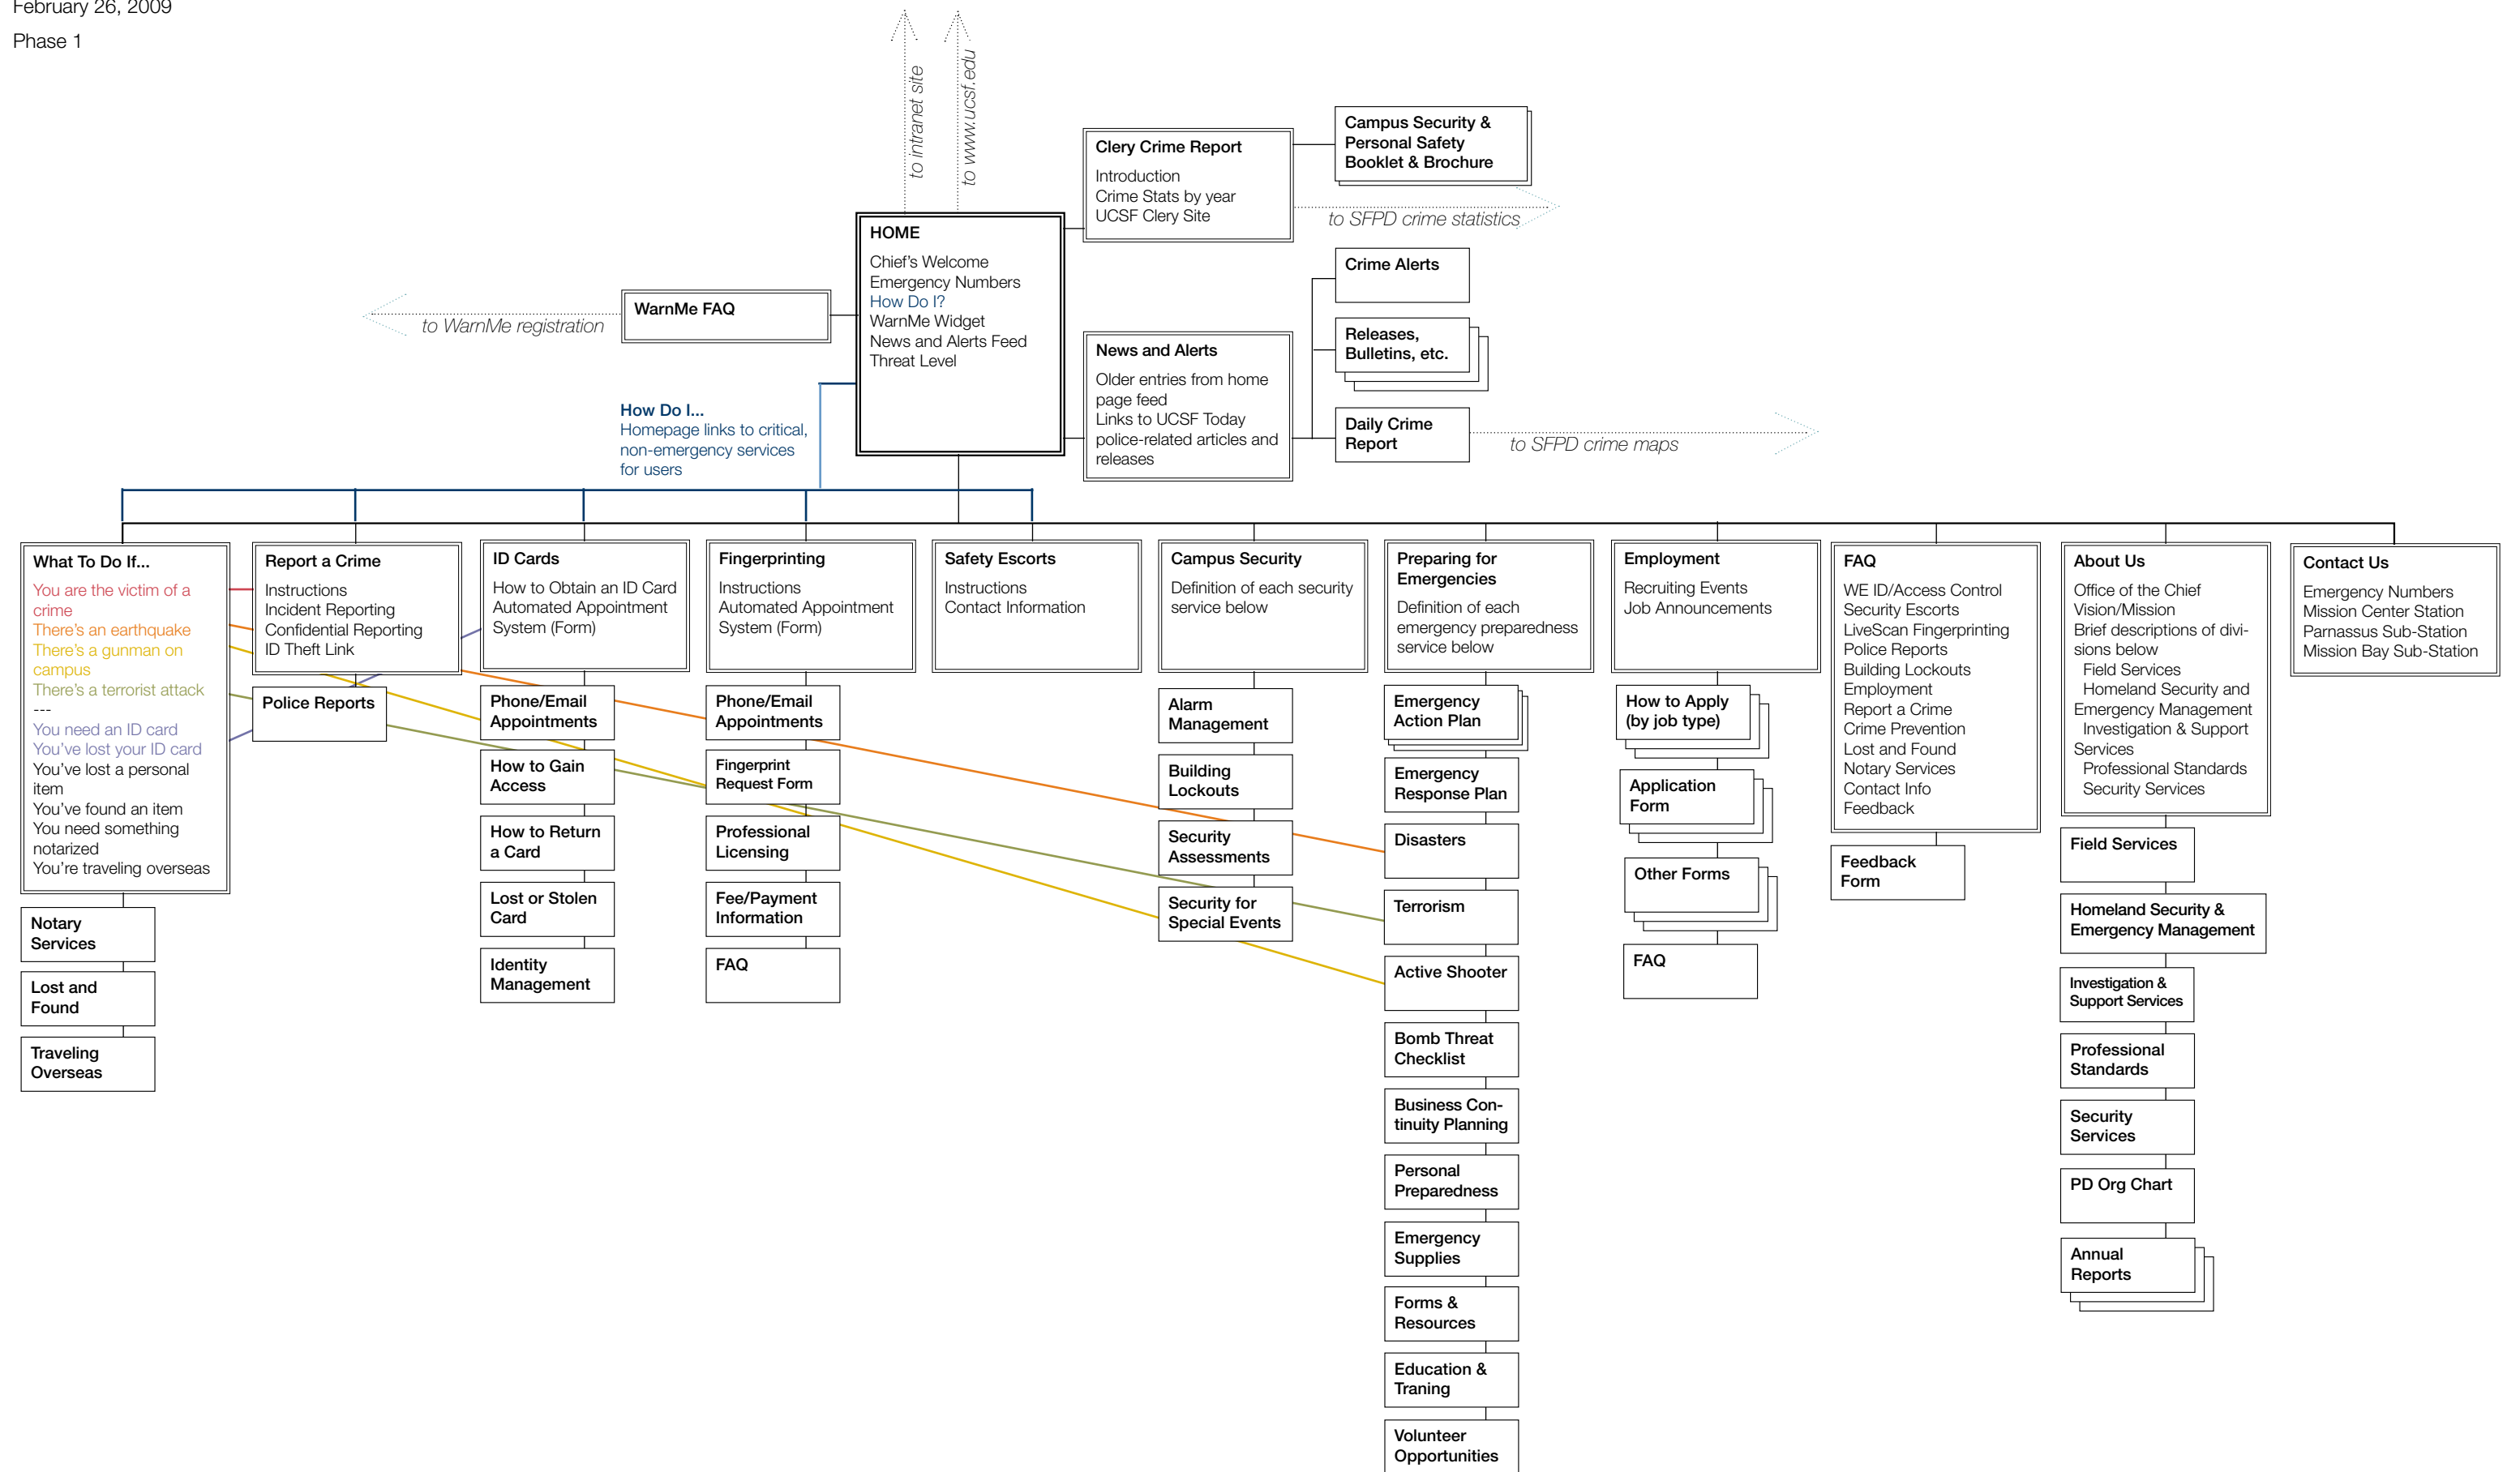 February 26, 2009
Phase 1
to intranet site
to www.ucsf.edu
Clery Crime Report
Introduction
Crime Stats by year
UCSF Clery Site
Campus Security &
Personal Safety
Booklet & Brochure
to SFPD crime statistics
HOME
Chief's Welcome
Emergency Numbers
How Do I?
WarnMe Widget
News and Alerts Feed
Threat Level
WarnMe FAQ
to WarnMe registration
Crime Alerts
Releases,
Bulletins, etc.
Daily Crime
Report
to SFPD crime maps
News and Alerts
Older entries from home
page feed
Links to UCSF Today
police-related articles and
releases
How Do I...
Homepage links to critical,
non-emergency services
for users
What To Do If...
You are the victim of a
crime
There's an earthquake
There's a gunman on
campus
There's a terrorist attack
---
You need an ID card
You've lost your ID card
You've lost a personal
item
You've found an item
You need something
notarized
You're traveling overseas
Notary
Services
Lost and
Found
Traveling
Overseas
Report a Crime
Instructions
Incident Reporting
Confidential Reporting
ID Theft Link
Police Reports
ID Cards
How to Obtain an ID Card
Automated Appointment
System (Form)
Phone/Email
Appointments
How to Gain
Access
How to Return
a Card
Lost or Stolen
Card
Identity
Management
Fingerprinting
Instructions
Automated Appointment
System (Form)
Phone/Email
Appointments
Fingerprint
Request Form
Professional
Licensing
Fee/Payment
Information
FAQ
Safety Escorts
Instructions
Contact Information
Campus Security
Definition of each security
service below
Alarm
Management
Building
Lockouts
Security
Assessments
Security for
Special Events
Preparing for
Emergencies
Definition of each
emergency preparedness
service below
Emergency
Action Plan
Emergency
Response Plan
Disasters
Terrorism
Active Shooter
Bomb Threat
Checklist
Business Con-
tinuity Planning
Personal
Preparedness
Emergency
Supplies
Forms &
Resources
Education &
Traning
Volunteer
Opportunities
Employment
Recruiting Events
Job Announcements
How to Apply
(by job type)
Application
Form
Other Forms
FAQ
FAQ
WE ID/Access Control
Security Escorts
LiveScan Fingerprinting
Police Reports
Building Lockouts
Employment
Report a Crime
Crime Prevention
Lost and Found
Notary Services
Contact Info
Feedback
Feedback
Form
About Us
Office of the Chief
Vision/Mission
Brief descriptions of divi-
sions below
Field Services
Homeland Security and
Emergency Management
Investigation & Support
Services
Professional Standards
Security Services
Field Services
Homeland Security &
Emergency Management
Investigation &
Support Services
Professional
Standards
Security
Services
PD Org Chart
Annual
Reports
Contact Us
Emergency Numbers
Mission Center Station
Parnassus Sub-Station
Mission Bay Sub-Station